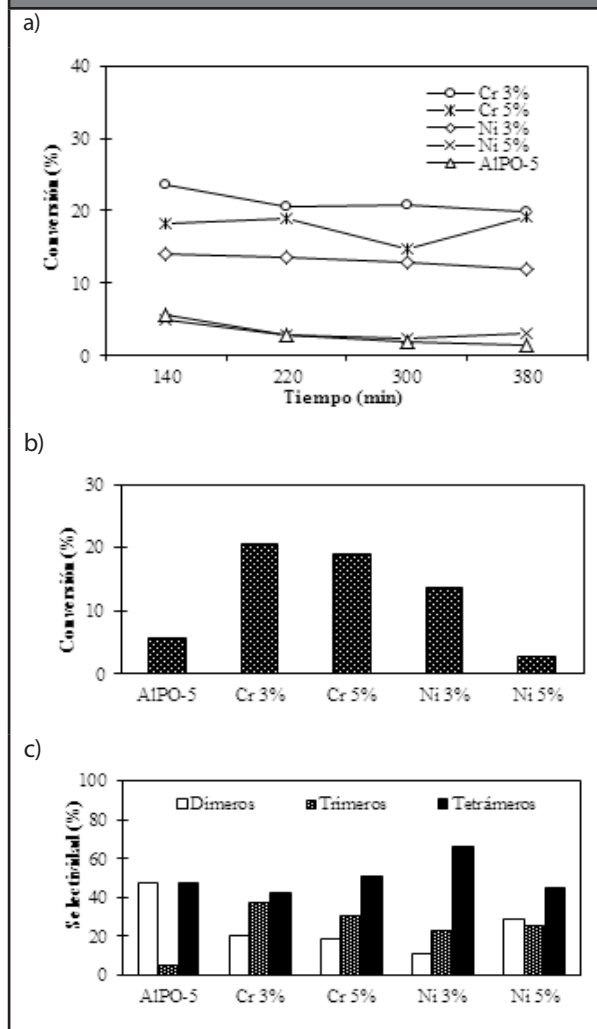 a)
Conversión (%)
40
30
20
10
0
Cr 3%
Cr 5%
Ni 3%
Ni 5%
AlPO-5
140 220 300 380
Tiempo (min)
b)
Conversión (%)
30
20
10
0
AlPO-5 Cr 3% Cr 5% Ni 3% Ni 5%
c)
Selectividad (%)
100
80
60
40
20
0
Dímeros Trímeros Tetrámeros
AlPO-5 Cr 3% Cr 5% Ni 3% Ni 5%